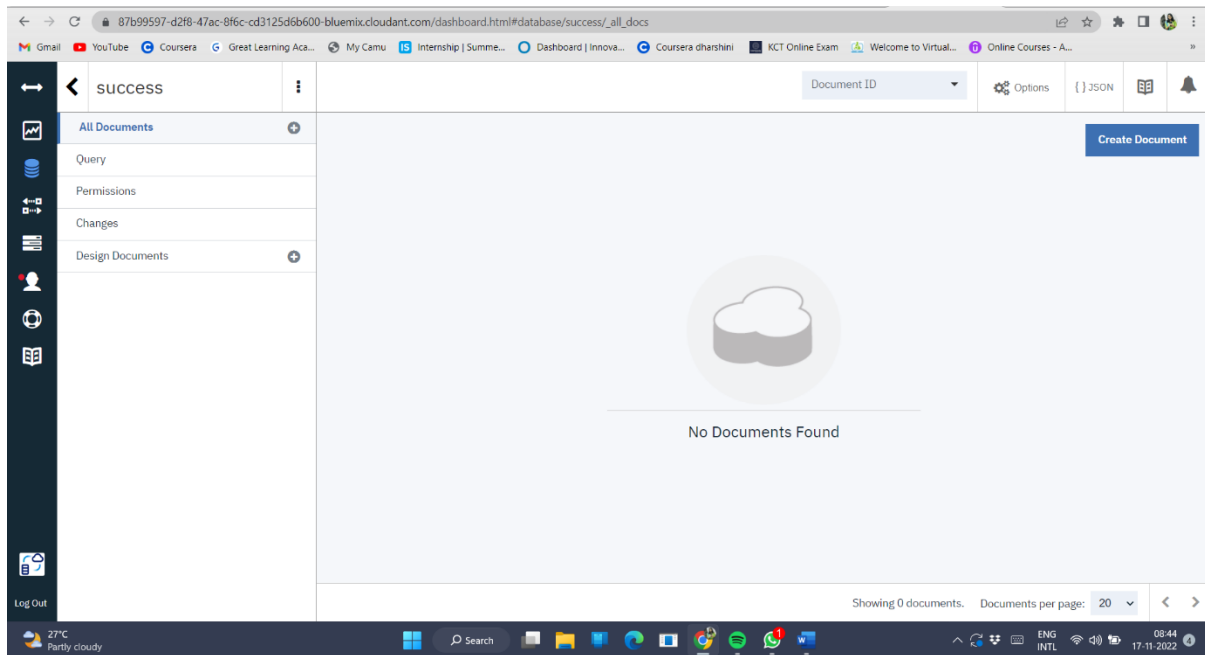 87b99597-d2f8-47ac-8f6c-cd3125d6b600-bluemix.cloudant.com/dashboard.html#database/success/_all_docs
Gmail YouTube Coursera Great Learning Aca... My Camu IS Internship | Summe... Dashboard | Innova... Coursera dharshini KCT Online Exam Welcome to Virtual... Online Courses - A... »
success Document ID Options { } JSON
All Documents
Create Document
Query
Permissions
Changes
Design Documents
No Documents Found
Log Out
Showing 0 documents. Documents per page: 20
27°C
Partly cloudy
Search
1
ENG
INTL
08:44
17-11-2022
4